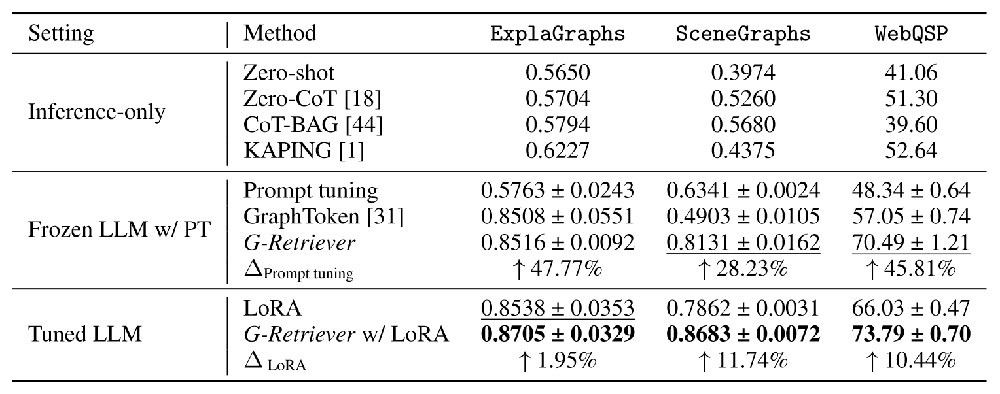 Setting Method ExplaGraphs SceneGraphs WebQSP
Zero-shot 0.5650 0.3974 41.06
Zero-CoT [18] 0.5704 0.5260 51.30
Inference-only
CoT-BAG [44] 0.5794 0.5680 39.60
KAPING [1] 0.6227 0.4375 52.64
Prompt tuning 0.5763 ± 0.0243 0.6341 ± 0.0024 48.34 ± 0.64
GraphToken [31] 0.8508 ± 0.0551 0.4903 ± 0.0105 57.05 ± 0.74
Frozen LLM w/ PT
G-Retriever 0.8516 ± 0.0092 0.8131 ± 0.0162 70.49 ± 1.21
Δ Prompt tuning ↑ 47.77% ↑ 28.23% ↑ 45.81%
LoRA 0.8538 ± 0.0353 0.7862 ± 0.0031 66.03 ± 0.47
Tuned LLM G-Retriever w/ LoRA 0.8705 ± 0.0329 0.8683 ± 0.0072 73.79 ± 0.70
Δ LoRA ↑ 1.95% ↑ 11.74% ↑ 10.44%